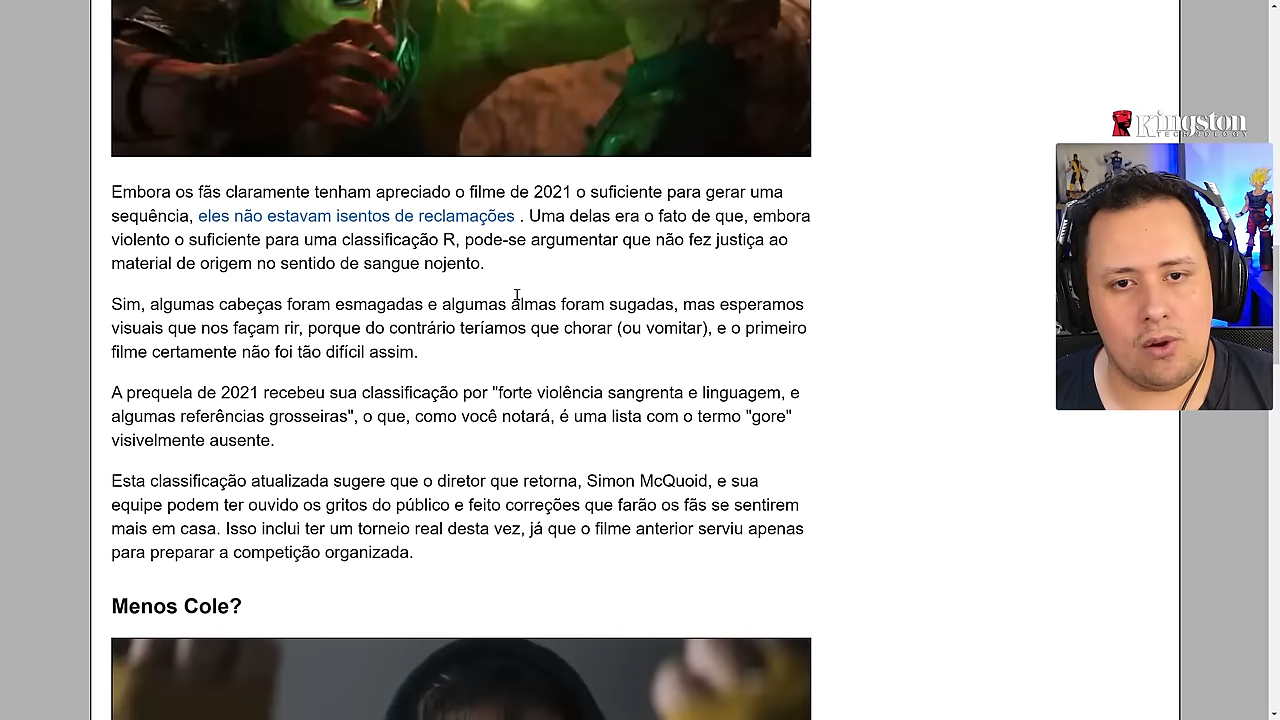 Kingston
TECHNOLOGY
Embora os fãs claramente tenham apreciado o filme de 2021 o suficiente para gerar uma
sequência, eles não estavam isentos de reclamações . Uma delas era o fato de que, embora
violento o suficiente para uma classificação R, pode-se argumentar que não fez justiça ao
material de origem no sentido de sangue nojento.
Sim, algumas cabeças foram esmagadas e algumas almas foram sugadas, mas esperamos
visuais que nos façam rir, porque do contrário teríamos que chorar (ou vomitar), e o primeiro
filme certamente não foi tão difícil assim.
A prequela de 2021 recebeu sua classificação por "forte violência sangrenta e linguagem, e
algumas referências grosseiras", o que, como você notará, é uma lista com o termo "gore"
visivelmente ausente.
Esta classificação atualizada sugere que o diretor que retorna, Simon McQuoid, e sua
equipe podem ter ouvido os gritos do público e feito correções que farão os fãs se sentirem
mais em casa. Isso inclui ter um torneio real desta vez, já que o filme anterior serviu apenas
para preparar a competição organizada.
Menos Cole?